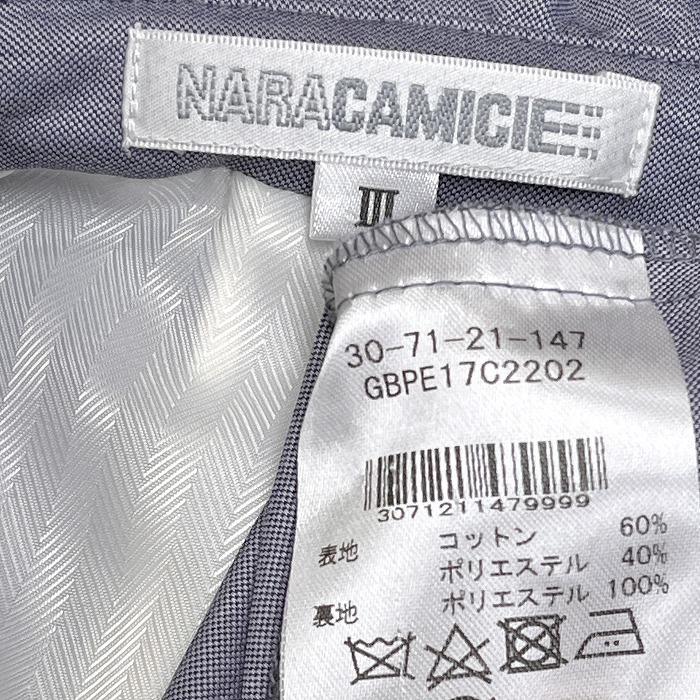 NARACAMICIE
III
30-71-21-147
GBPE17C2202
3071211479999
表地 コットン 60%
ポリエステル 40%
裏地 ポリエステル 100%